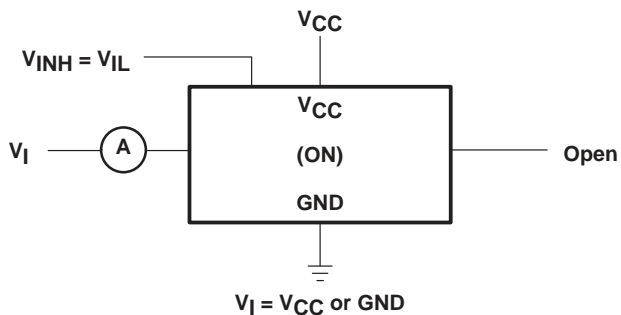 VCC
VINH = VIL
VCC
VI
A
(ON)
Open
GND
VI = VCC or GND